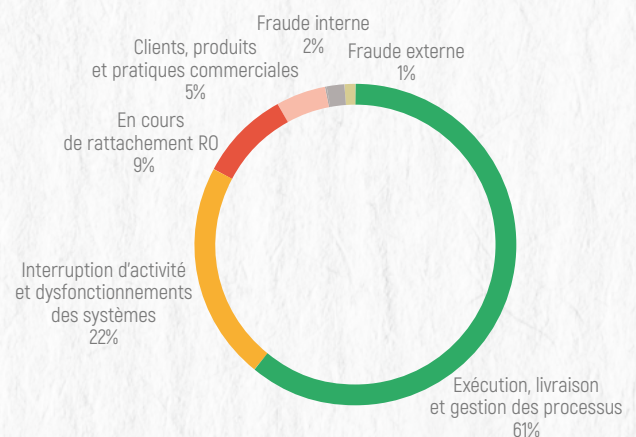 Fraude interne
2%
Fraude externe
1%
Clients, produits
et pratiques commerciales
5%
En cours
de rattachement RO
9%
Interruption d'activité
et dysfonctionnements
des systèmes
22%
Exécution, livraison
et gestion des processus
61%